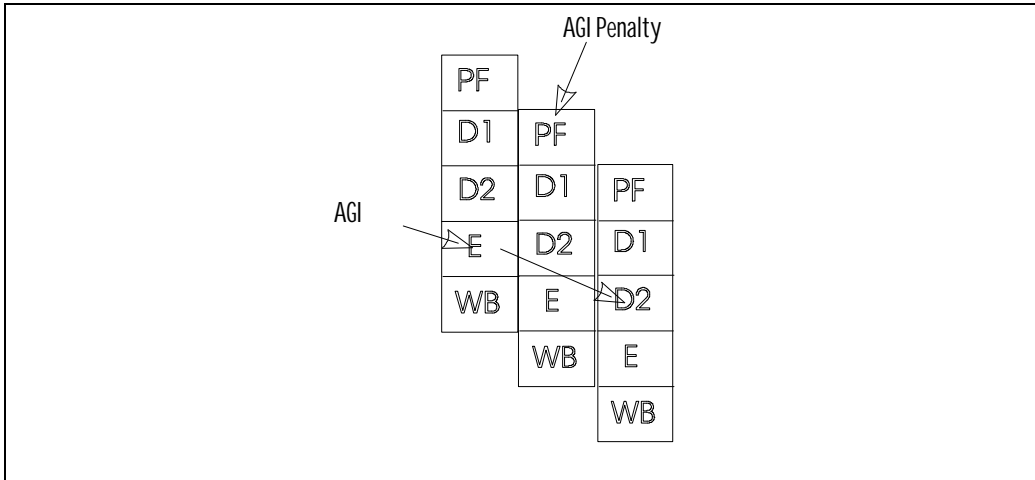 AGI Penalty
PF
D1 PF
D2 D1 PF
AGI
E D2 D1
WB E D2
WB E
WB